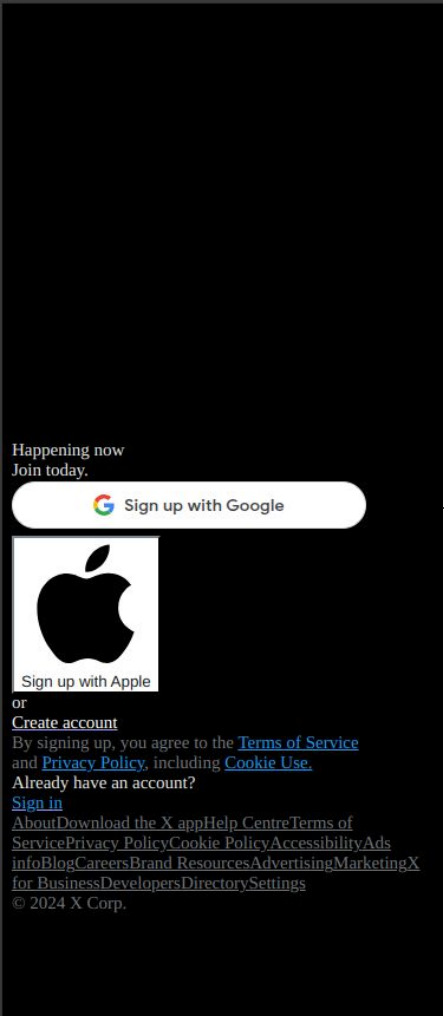 Happening now
Join today.
Sign up with Google
Sign up with Apple
or
Create account
By signing up, you agree to the Terms of Service
and Privacy Policy, including Cookie Use.
Already have an account?
Sign in
AboutDownload the X appHelp CentreTerms of
ServicePrivacy PolicyCookie PolicyAccessibilityAds
infoBlogCareersBrand ResourcesAdvertisingMarketingX
for BusinessDevelopersDirectorySettings
© 2024 X Corp.